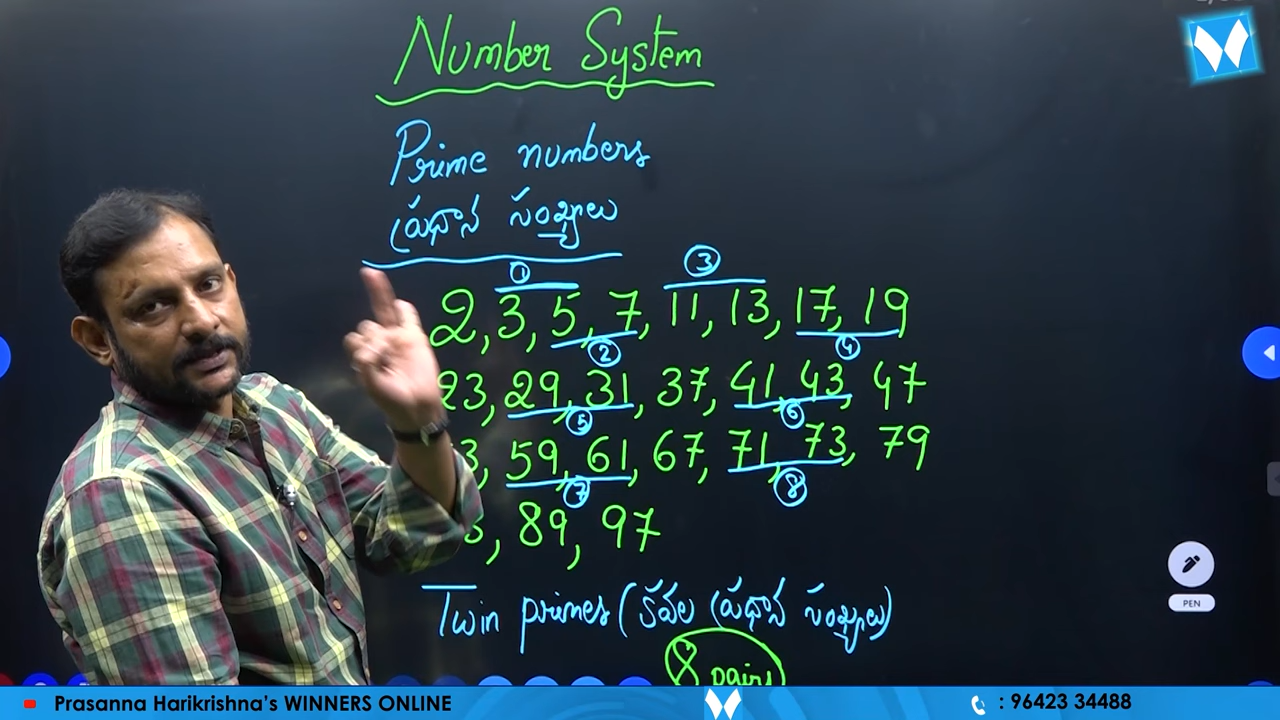 Number System
Prime numbers
ప్రధాన సంఖ్యలు
① ③
2, 3, 5, 7, 11, 13, 17, 19
② ④
23, 29, 31, 37, 41, 43, 47
⑤ ⑥
3, 59, 61, 67, 71, 73, 79
⑦ ⑧
3, 89, 97
Twin primes (కవల ప్రధాన సంఖ్యలు)
8 pairs
PEN
Prasanna Harikrishna's WINNERS ONLINE : 96423 34488